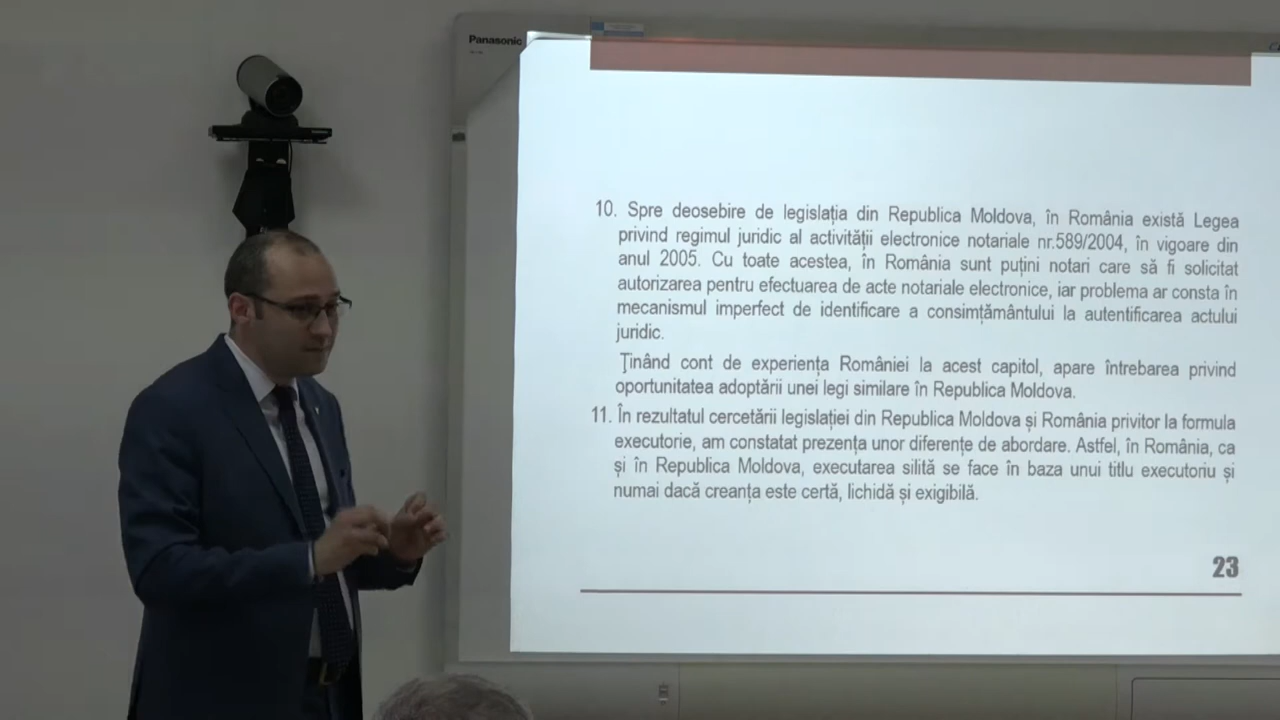 Panasonic
10. Spre deosebire de legislația din Republica Moldova, în România există Legea
privind regimul juridic al activității electronice notariale nr.589/2004, în vigoare din
anul 2005. Cu toate acestea, în România sunt puțini notari care să fi solicitat
autorizarea pentru efectuarea de acte notariale electronice, iar problema ar consta în
mecanismul imperfect de identificare a consimțământului la autentificarea actului
juridic.
Ținând cont de experiența României la acest capitol, apare întrebarea privind
oportunitatea adoptării unei legi similare în Republica Moldova.
11. În rezultatul cercetării legislației din Republica Moldova și România privitor la formula
executorie, am constatat prezența unor diferențe de abordare. Astfel, în România, ca
și în Republica Moldova, executarea silită se face în baza unui titlu executoriu și
numai dacă creanța este certă, lichidă și exigibilă.
23